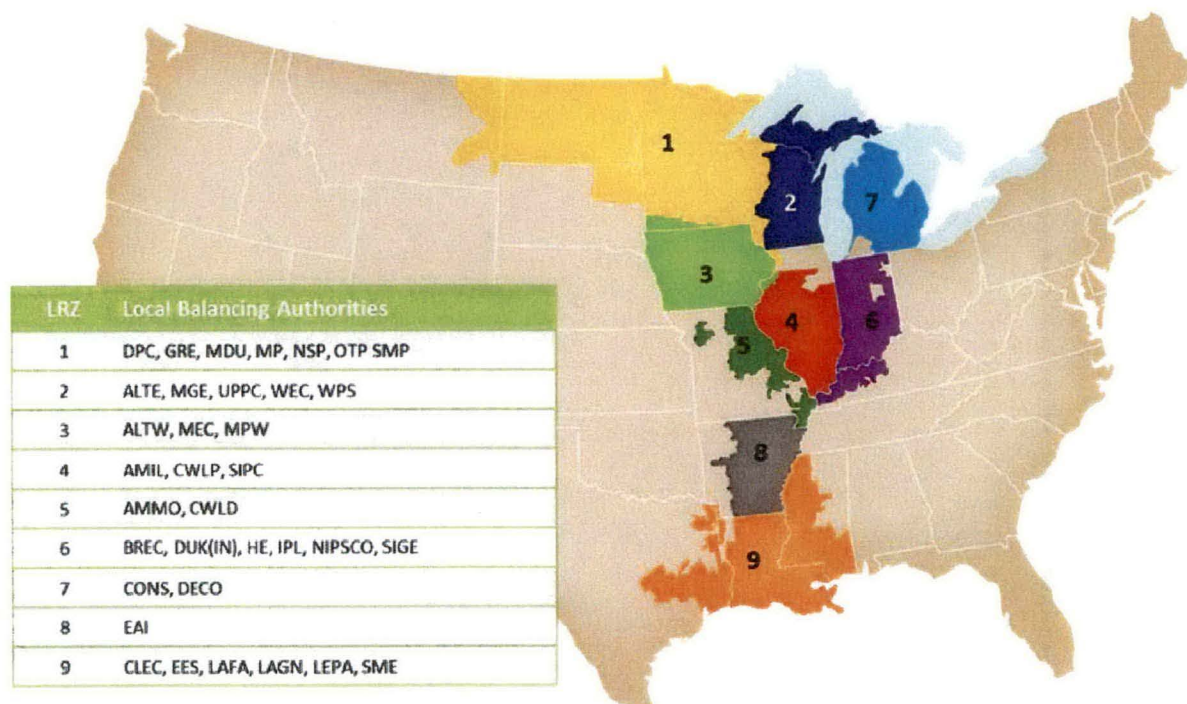 1
2
7
3
4
6
5
8
9
LRZ Local Balancing Authorities
1 DPC, GRE, MDU, MP, NSP, OTP SMP
2 ALTE, MGE, UPPC, WEC, WPS
3 ALTW, MEC, MPW
4 AMIL, CWLP, SIPC
5 AMMO, CWLD
6 BREC, DUK(IN), HE, IPL, NIPSCO, SIGE
7 CONS, DECO
8 EAI
9 CLEC, EES, LAFA, LAGN, LEPA, SME